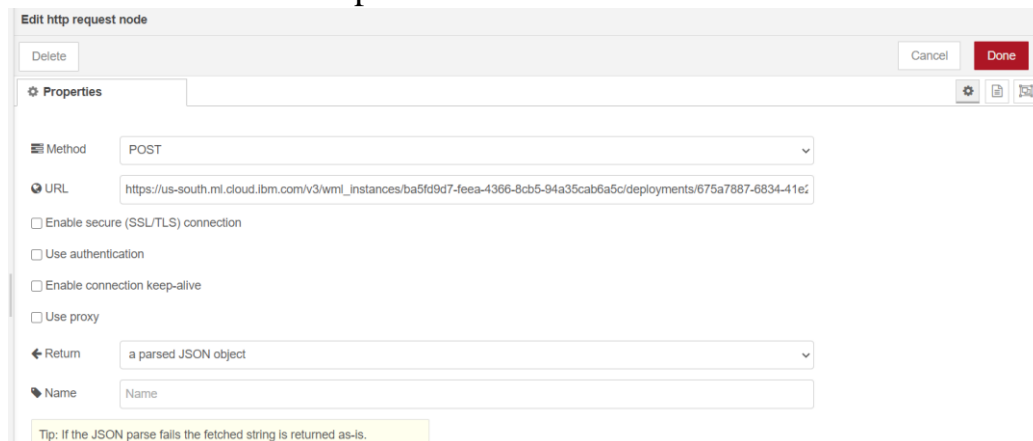 Edit http request node
Delete
Cancel
Done
Properties
Method
POST
URL
https://us-south.ml.cloud.ibm.com/v3/wml_instances/ba5fd9d7-feea-4366-8cb5-94a35cab6a5c/deployments/675a7887-6834-41e2
Enable secure (SSL/TLS) connection
Use authentication
Enable connection keep-alive
Use proxy
Return
a parsed JSON object
Name
Name
Tip: If the JSON parse fails the fetched string is returned as-is.